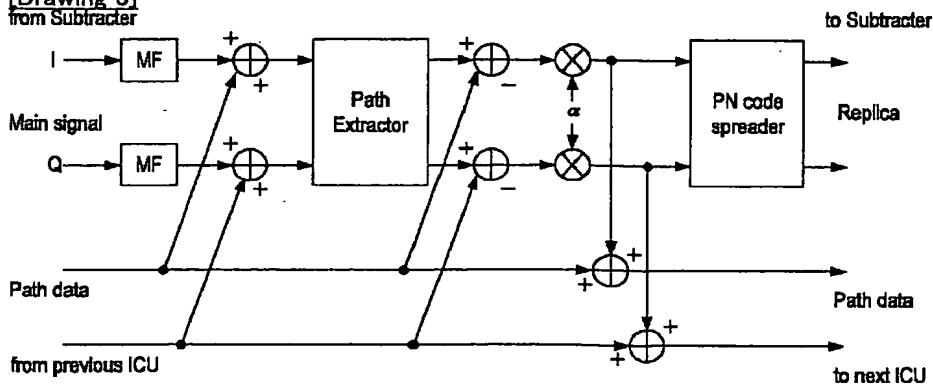 [Drawing 3]
from Subtracter
to Subtracter
I
MF
+
+
Path
Extractor
+
−
α
PN code
spreader
Main signal
Replica
Q
MF
+
+
+
−
+
+
Path data
Path data
+
+
from previous ICU
to next ICU